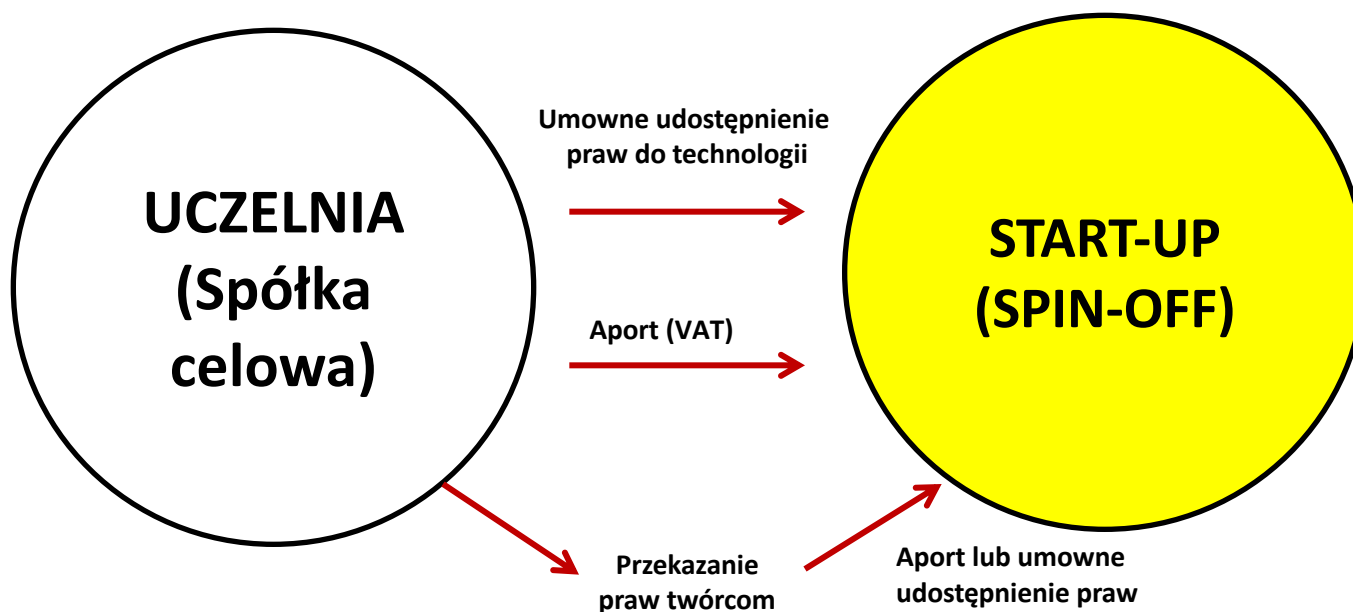 UCZELNIA
(Spółka
celowa)
Umowne udostępnienie
praw do technologii
Aport (VAT)
START-UP
(SPIN-OFF)
Przekazanie
praw twórcom
Aport lub umowne
udostępnienie praw